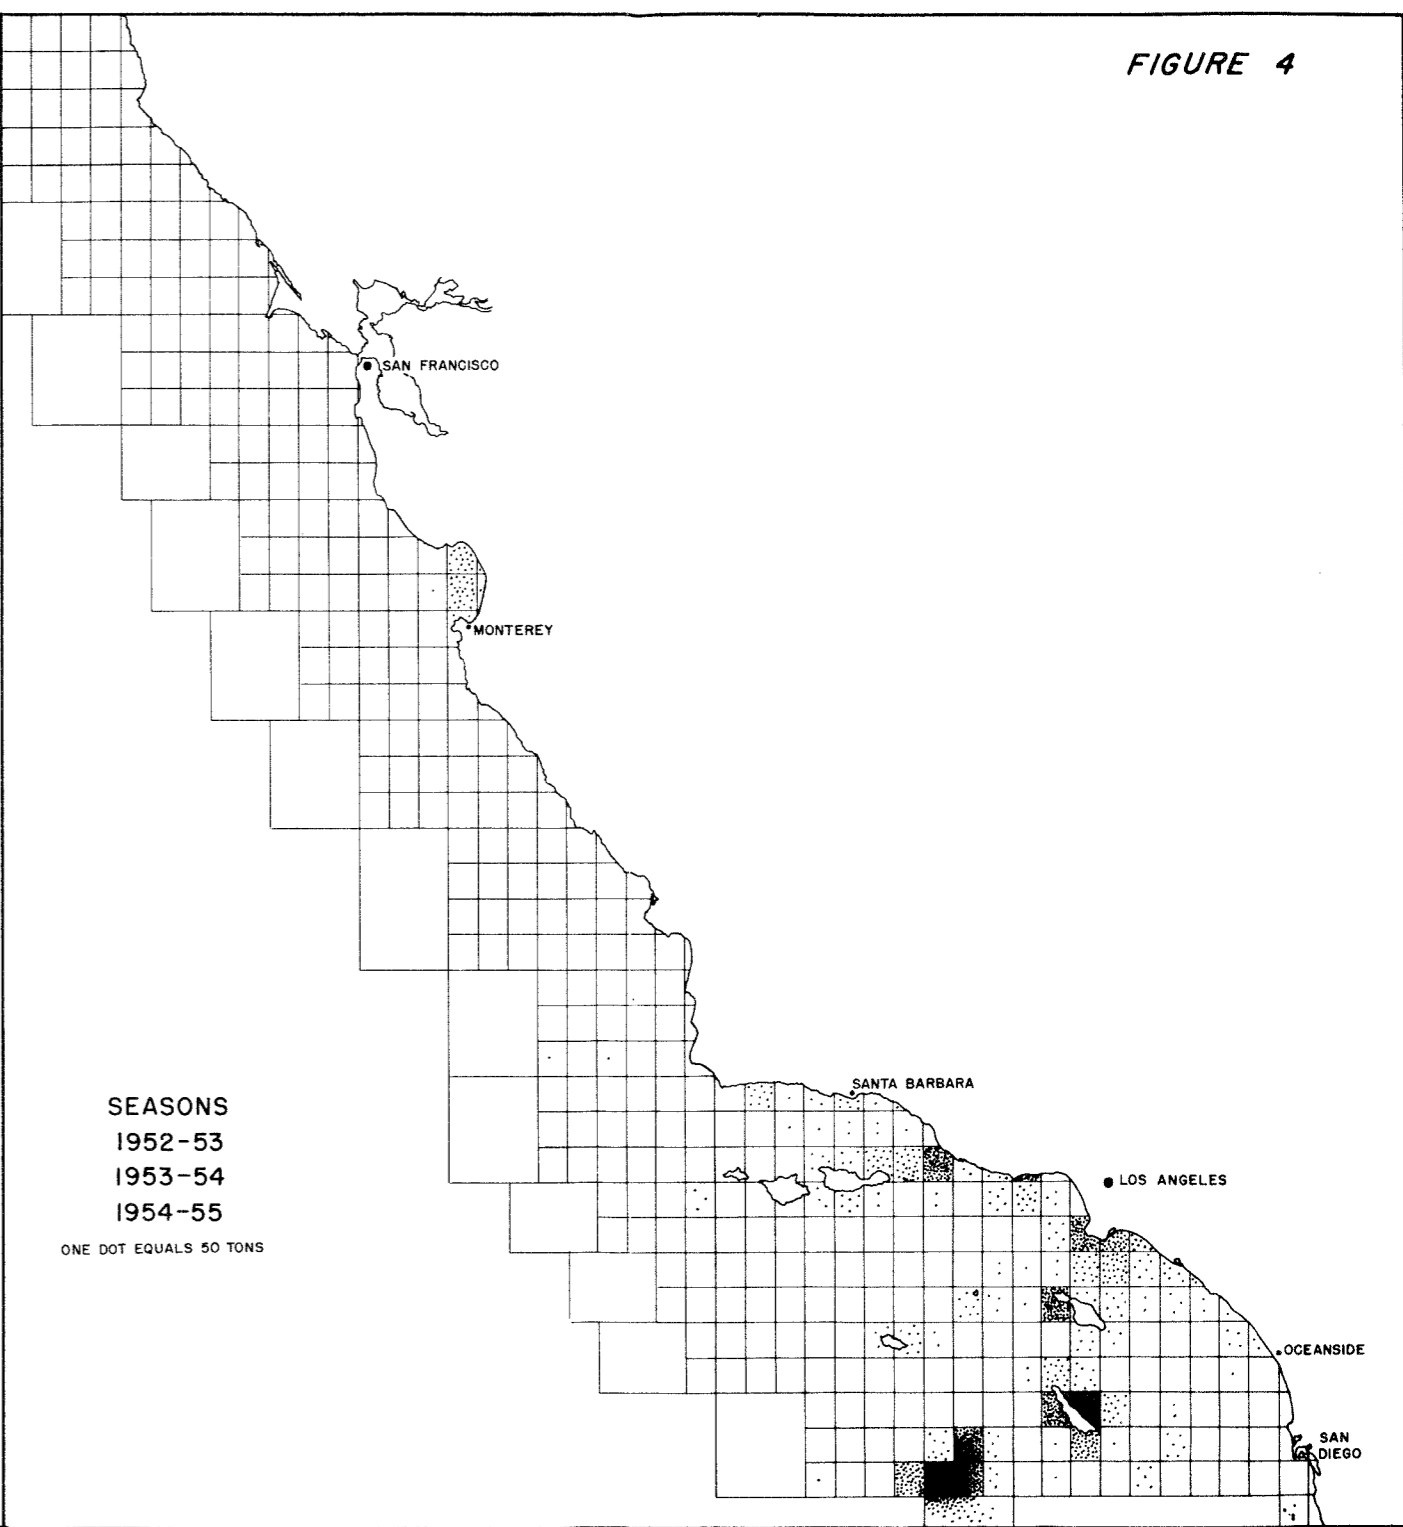 FIGURE 4
SAN FRANCISCO
MONTEREY
SANTA BARBARA
LOS ANGELES
OCEANSIDE
SAN
DIEGO
SEASONS
1952-53
1953-54
1954-55
ONE DOT EQUALS 50 TONS